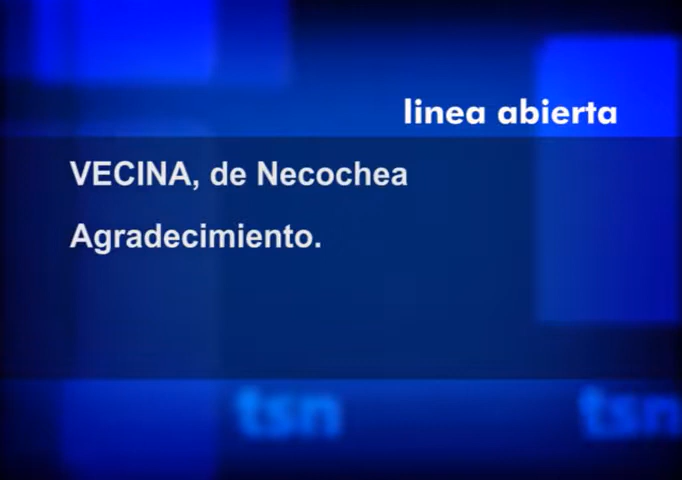 linea abierta
VECINA, de Necochea
Agradecimiento.
tsn tsn